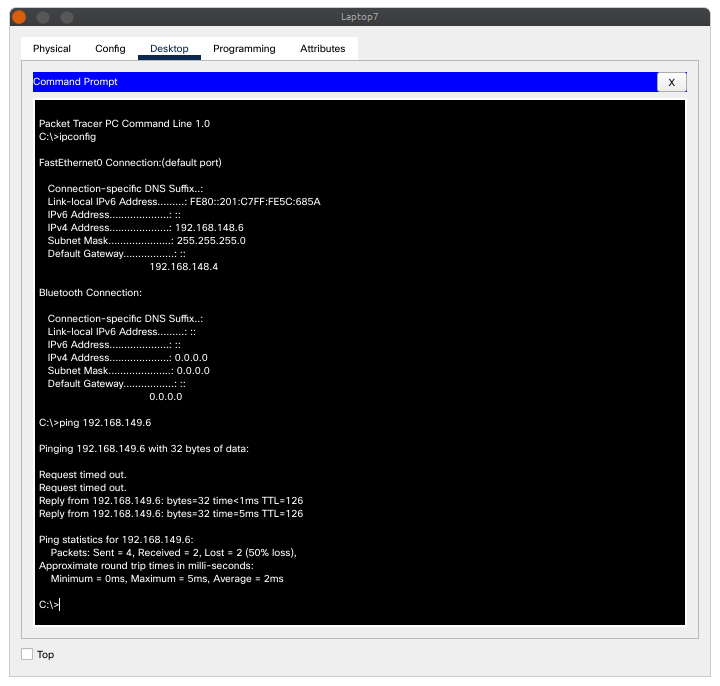 Laptop7
Physical Config Desktop Programming Attributes
Command Prompt X
Packet Tracer PC Command Line 1.0
C:\>ipconfig
FastEthernet0 Connection:(default port)
Connection-specific DNS Suffix..:
Link-local IPv6 Address.........: FE80::201:C7FF:FE5C:685A
IPv6 Address....................: ::
IPv4 Address....................: 192.168.148.6
Subnet Mask.....................: 255.255.255.0
Default Gateway.................: ::
192.168.148.4
Bluetooth Connection:
Connection-specific DNS Suffix..:
Link-local IPv6 Address.........: ::
IPv6 Address....................: ::
IPv4 Address....................: 0.0.0.0
Subnet Mask.....................: 0.0.0.0
Default Gateway.................: ::
0.0.0.0
C:\>ping 192.168.149.6
Pinging 192.168.149.6 with 32 bytes of data:
Request timed out.
Request timed out.
Reply from 192.168.149.6: bytes=32 time<1ms TTL=126
Reply from 192.168.149.6: bytes=32 time=5ms TTL=126
Ping statistics for 192.168.149.6:
Packets: Sent = 4, Received = 2, Lost = 2 (50% loss),
Approximate round trip times in milli-seconds:
Minimum = 0ms, Maximum = 5ms, Average = 2ms
C:\>
Top